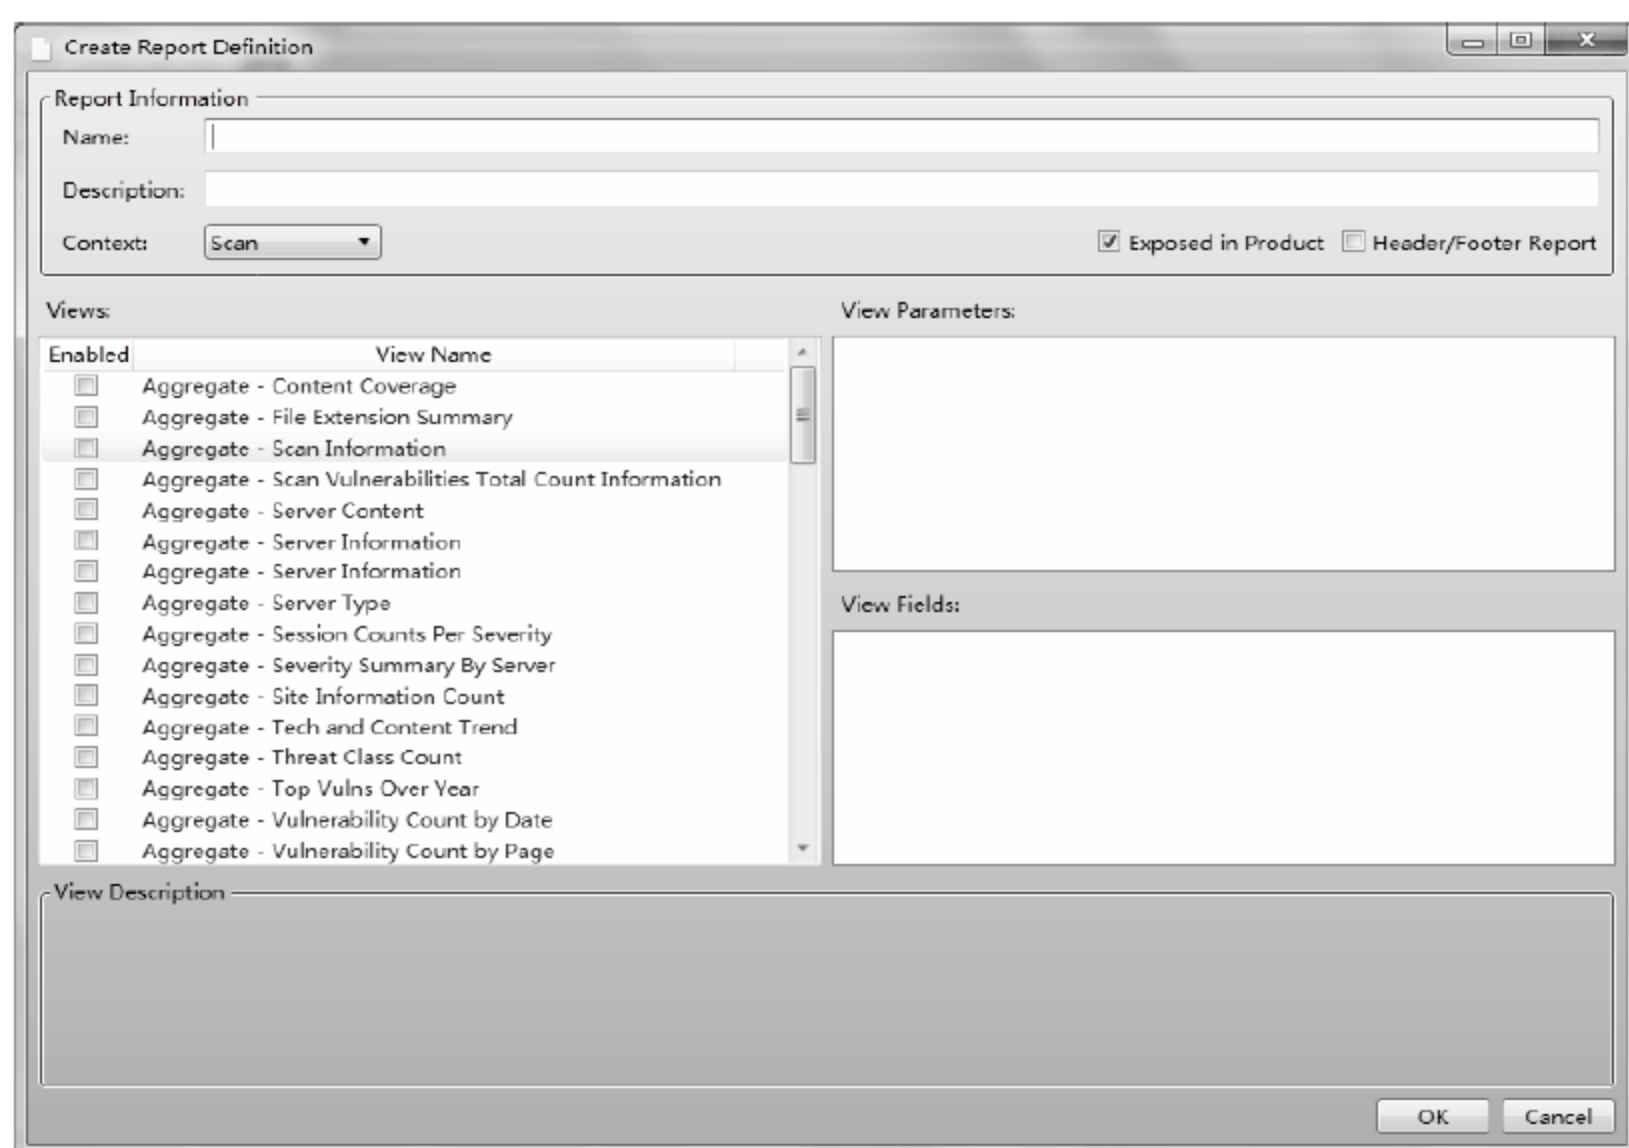 Create Report Definition
Report Information
Name:
Description:
Context: Scan Exposed in Product Header/Footer Report
Views:
Enabled View Name
Aggregate - Content Coverage
Aggregate - File Extension Summary
Aggregate - Scan Information
Aggregate - Scan Vulnerabilities Total Count Information
Aggregate - Server Content
Aggregate - Server Information
Aggregate - Server Information
Aggregate - Server Type
Aggregate - Session Counts Per Severity
Aggregate - Severity Summary By Server
Aggregate - Site Information Count
Aggregate - Tech and Content Trend
Aggregate - Threat Class Count
Aggregate - Top Vulns Over Year
Aggregate - Vulnerability Count by Date
Aggregate - Vulnerability Count by Page
View Parameters:
View Fields:
View Description
OK Cancel